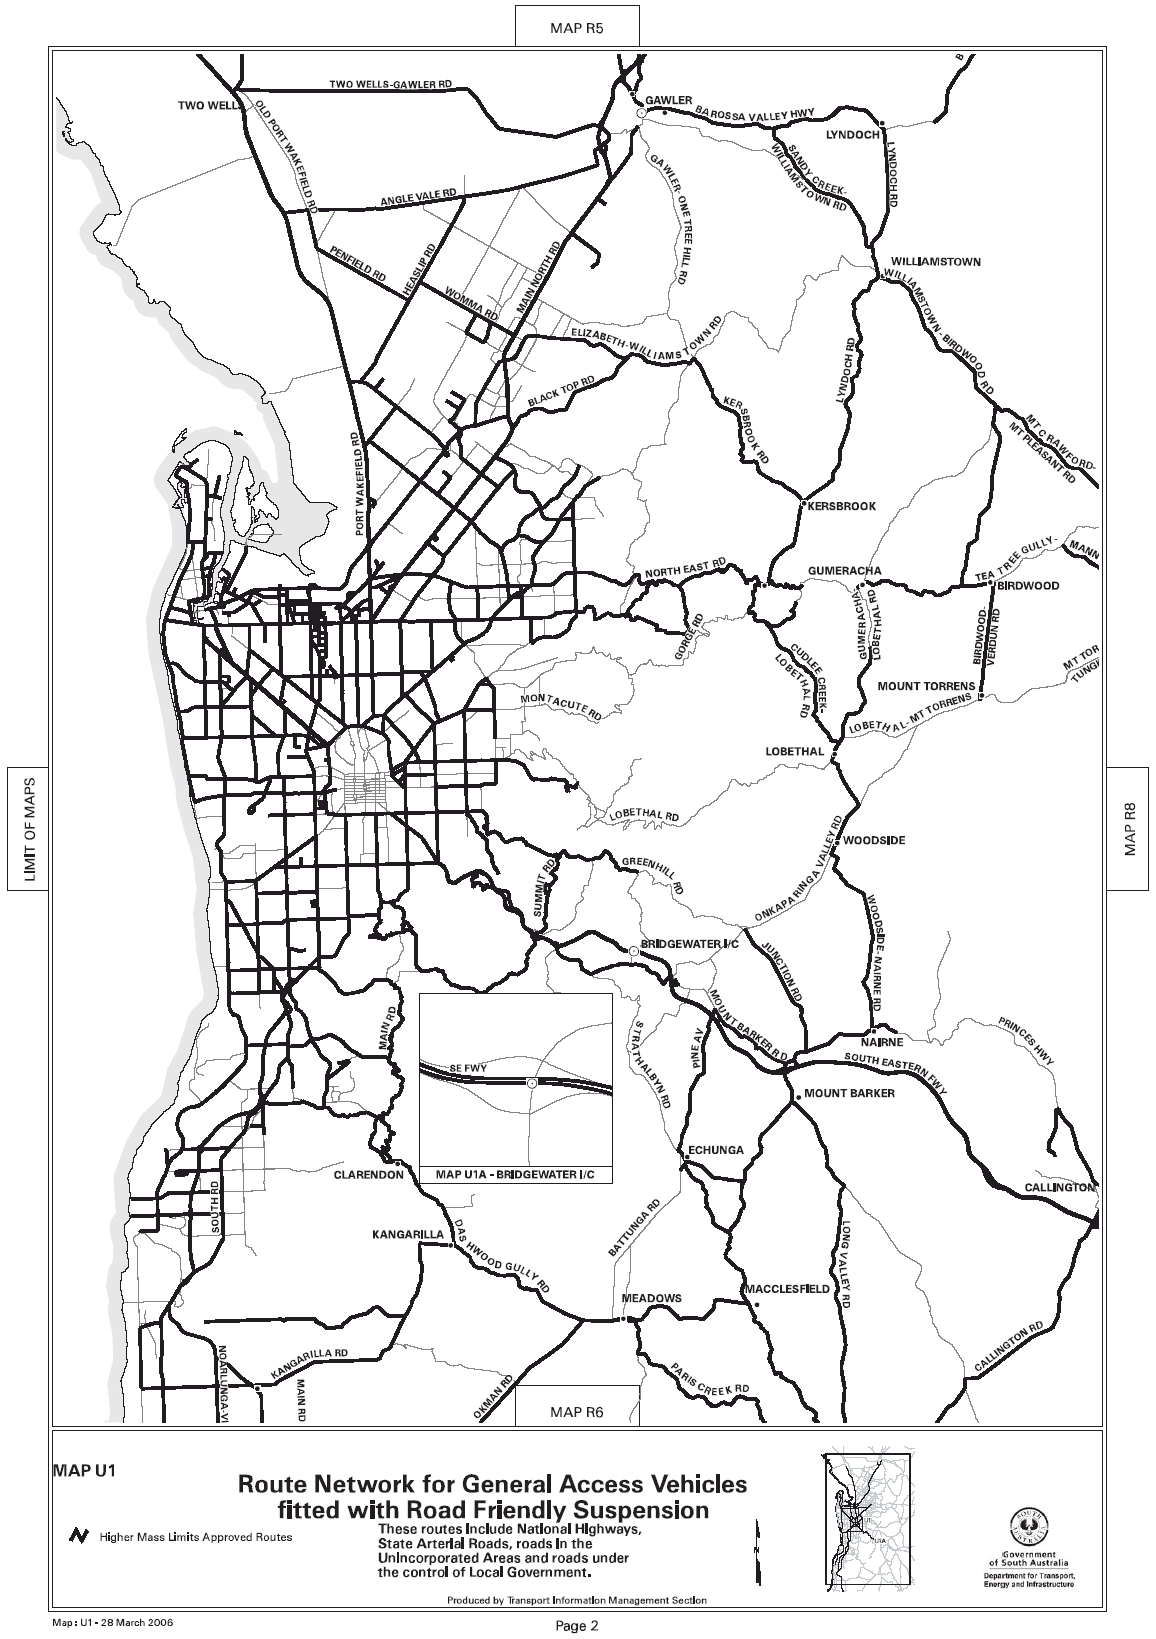 MAP R5
TWO WELLS-GAWLER RD
TWO WELLS
OLD PORT WAKEFIELD RD
GAWLER
BAROSSA VALLEY HWY
LYNDOCH
LYNDOCH RD
SANDY CREEK-
WILLIAMSTOWN RD
GAWLER-ONE TREE HILL RD
ANGLE VALE RD
PENFIELD RD
HEASLIP RD
WOMMA RD
MAIN NORTH RD
WILLIAMSTOWN
WILLIAMSTOWN-BIRDWOOD RD
ELIZABETH-WILLIAMSTOWN RD
BLACK TOP RD
KERSBROOK RD
LYNDOCH RD
MT CRAWFORD-
MT PLEASANT RD
PORT WAKEFIELD RD
KERSBROOK
NORTH EAST RD
GUMERACHA
TEA TREE GULLY-
MANN
BIRDWOOD
GORGE RD
GUMERACHA-
LOBETHAL RD
BIRDWOOD-
VERDUN RD
CUDLEE CREEK-
LOBETHAL RD
MT TOR
TUNG
MOUNT TORRENS
MONTACUTE RD
LOBETHAL-MT TORRENS
LOBETHAL
LIMIT OF MAPS
MAP R8
LOBETHAL RD
WOODSIDE
ONKAPARINGA VALLEY RD
SUMMIT RD
GREENHILL RD
WOODSIDE-NAIRNE RD
BRIDGEWATER I/C
JUNCTION RD
MAIN RD
MOUNT BARKER RD
STRATHALBYN RD
PINE AV
NAIRNE
PRINCES HWY
SOUTH EASTERN FWY
SE FWY
MOUNT BARKER
ECHUNGA
CLARENDON
MAP U1A - BRIDGEWATER I/C
CALLINGTON
SOUTH RD
KANGARILLA
DASHWOOD GULLY RD
BATTUNGA RD
LONG VALLEY RD
MEADOWS
MACCLESFIELD
CALLINGTON RD
NOARLUNGA-VI
KANGARILLA RD
MAIN RD
OKMAN RD
PARIS CREEK RD
MAP R6
MAP U1
Route Network for General Access Vehicles
fitted with Road Friendly Suspension
Higher Mass Limits Approved Routes
These routes include National Highways,
State Arterial Roads, roads in the
Unincorporated Areas and roads under
the control of Local Government.
N
U1A
SOUTH
AUSTRALIA
Government
of South Australia
Department for Transport,
Energy and Infrastructure
Produced by Transport Information Management Section
Map: U1 - 28 March 2006
Page 2